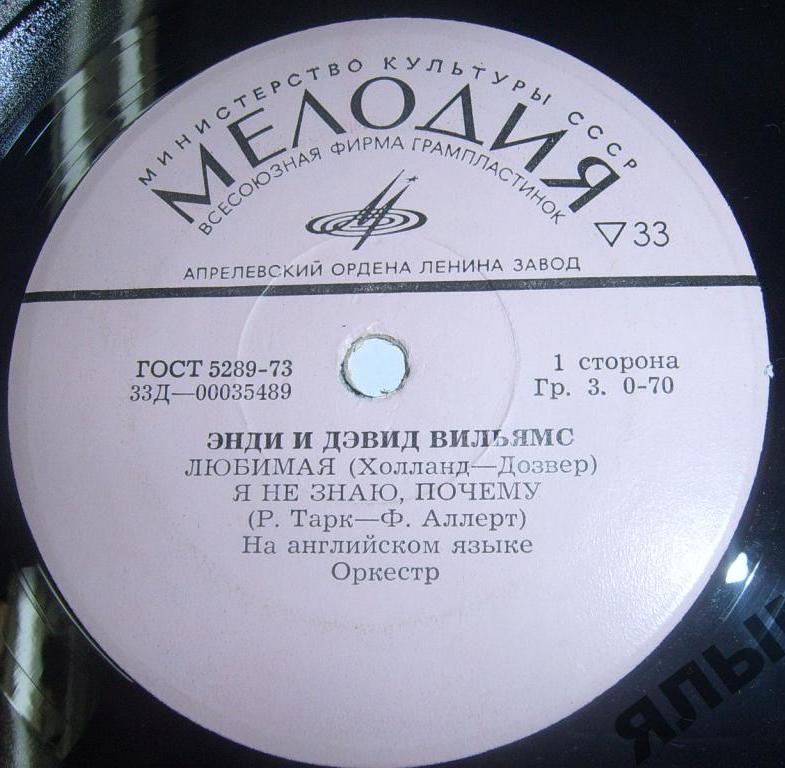 МИНИСТЕРСТВО КУЛЬТУРЫ СССР
МЕЛОДИЯ
ВСЕСОЮЗНАЯ ФИРМА ГРАМПЛАСТИНОК
▽33
АПРЕЛЕВСКИЙ ОРДЕНА ЛЕНИНА ЗАВОД
ГОСТ 5289-73
33Д—00035489
1 сторона
Гр. 3. 0-70
ЭНДИ И ДЭВИД ВИЛЬЯМС
ЛЮБИМАЯ (Холланд—Дозвер)
Я НЕ ЗНАЮ, ПОЧЕМУ
(Р. Тарк—Ф. Аллерт)
На английском языке
Оркестр